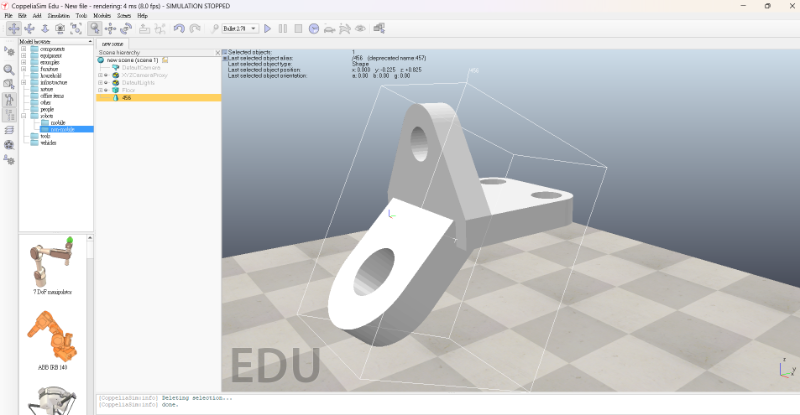 CoppeliaSim Edu - New file - rendering: 4 ms (8.0 fps) - SIMULATION STOPPED
File Edit Add Simulation Tools Modules Scenes Help
Bullet 2.78
Model browser
components
equipment
examples
furniture
household
infrastructure
nature
office items
other
people
robots
mobile
non-mobile
tools
vehicles
7 DoF manipulator
ABB IRB 140
new scene
Scene hierarchy
new scene (scene 1)
DefaultCamera
XYZCameraProxy
DefaultLights
Floor
456
Selected objects: 1
Last selected object alias: /456 (deprecated name:457)
Last selected object type: Shape
Last selected object position: x: 0.000 y: -0.225 z: +0.825
Last selected object orientation: a: 0.00 b: 0.00 g: 0.00
EDU
z
y
x
[CoppeliaSim:info] Deleting selection...
[CoppeliaSim:info] done.